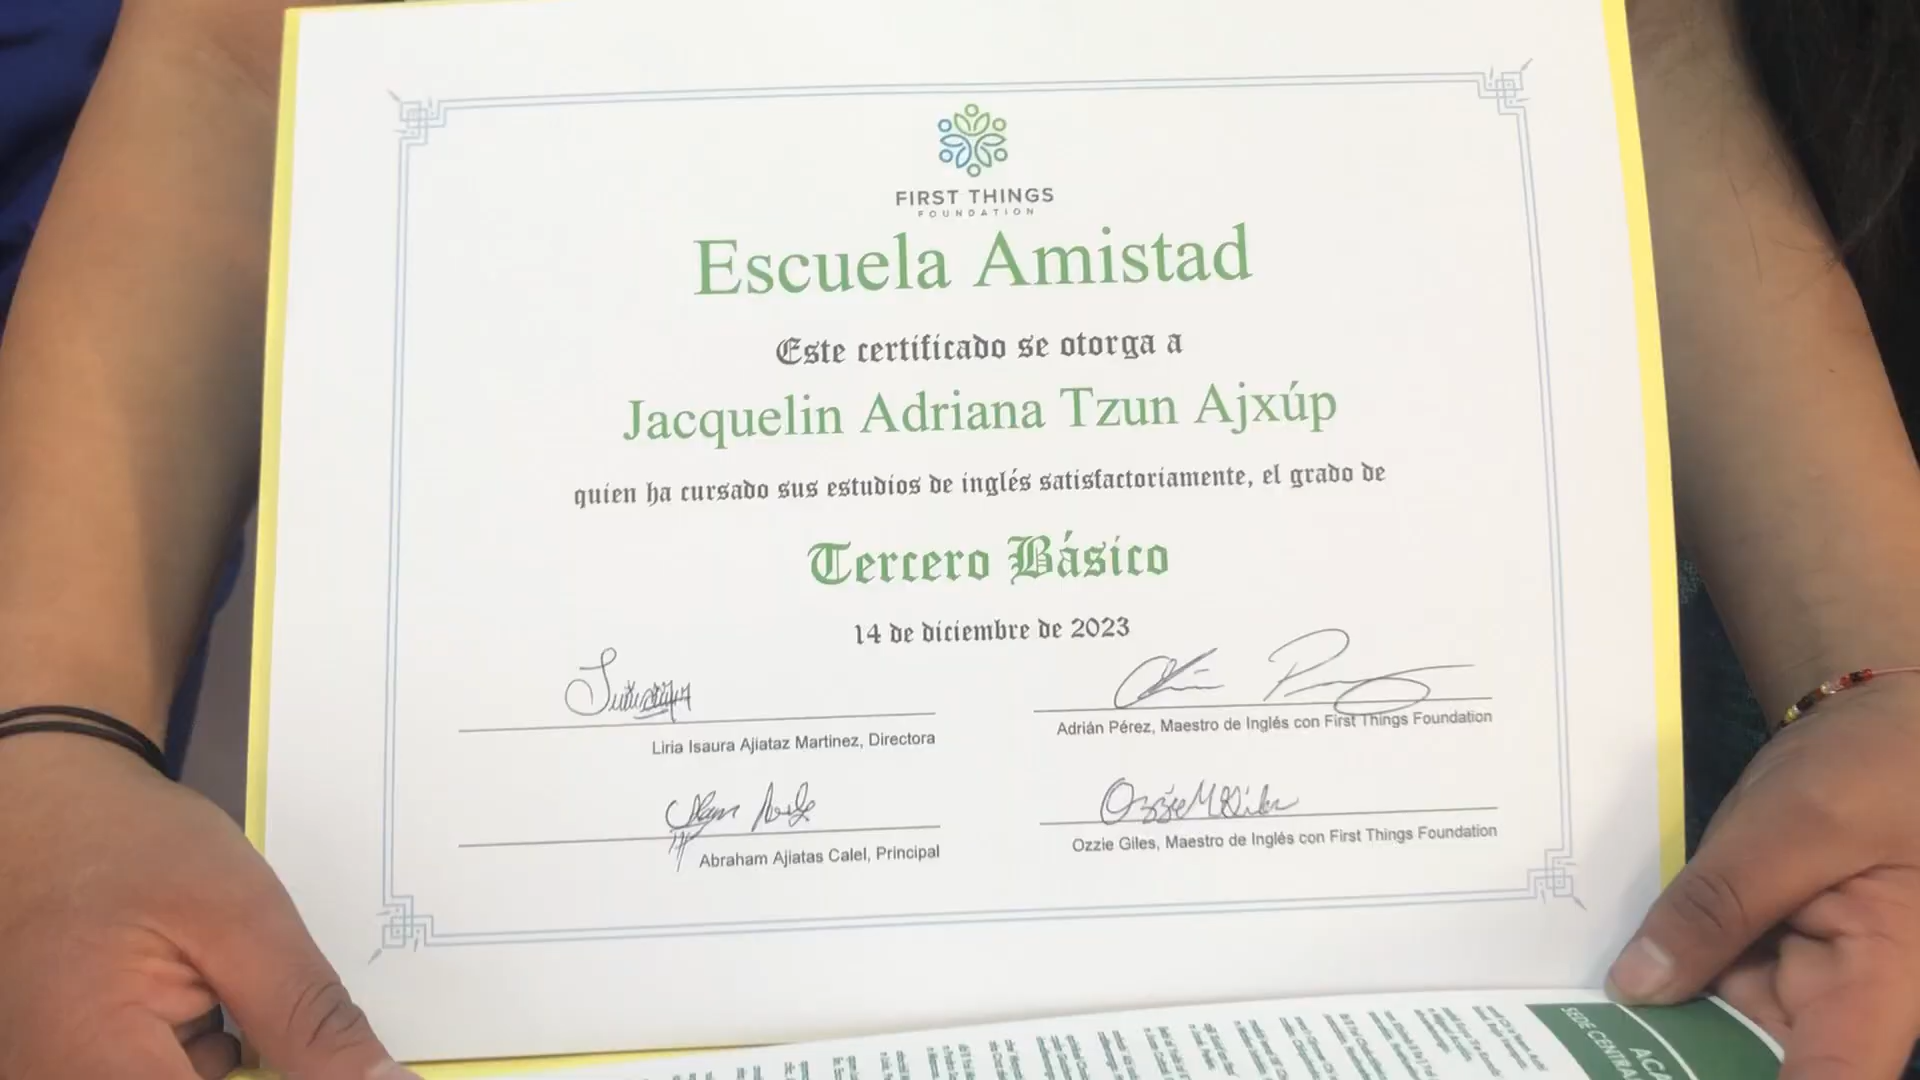 FIRST THINGS
FOUNDATION
Escuela Amistad
Este certificado se otorga a
Jacquelin Adriana Tzun Ajxúp
quien ha cursado sus estudios de inglés satisfactoriamente, el grado de
Tercero Básico
14 de diciembre de 2023
Liria Isaura Ajiataz Martinez, Directora
Adrián Pérez, Maestro de Inglés con First Things Foundation
Abraham Ajiatas Calel, Principal
Ozzie Giles, Maestro de Inglés con First Things Foundation
SEDE CENTRA
ACA